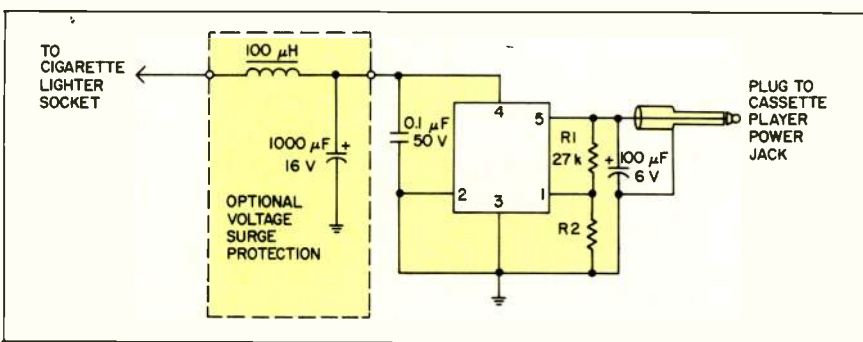 TO
CIGARETTE
LIGHTER
SOCKET
100 μH
1000 μF +
16 V
OPTIONAL
VOLTAGE
SURGE
PROTECTION
0.1 μF
50 V
4
5
2
1
3
R1
27 k
R2
+
100 μF
6 V
PLUG TO
CASSETTE
PLAYER
POWER
JACK